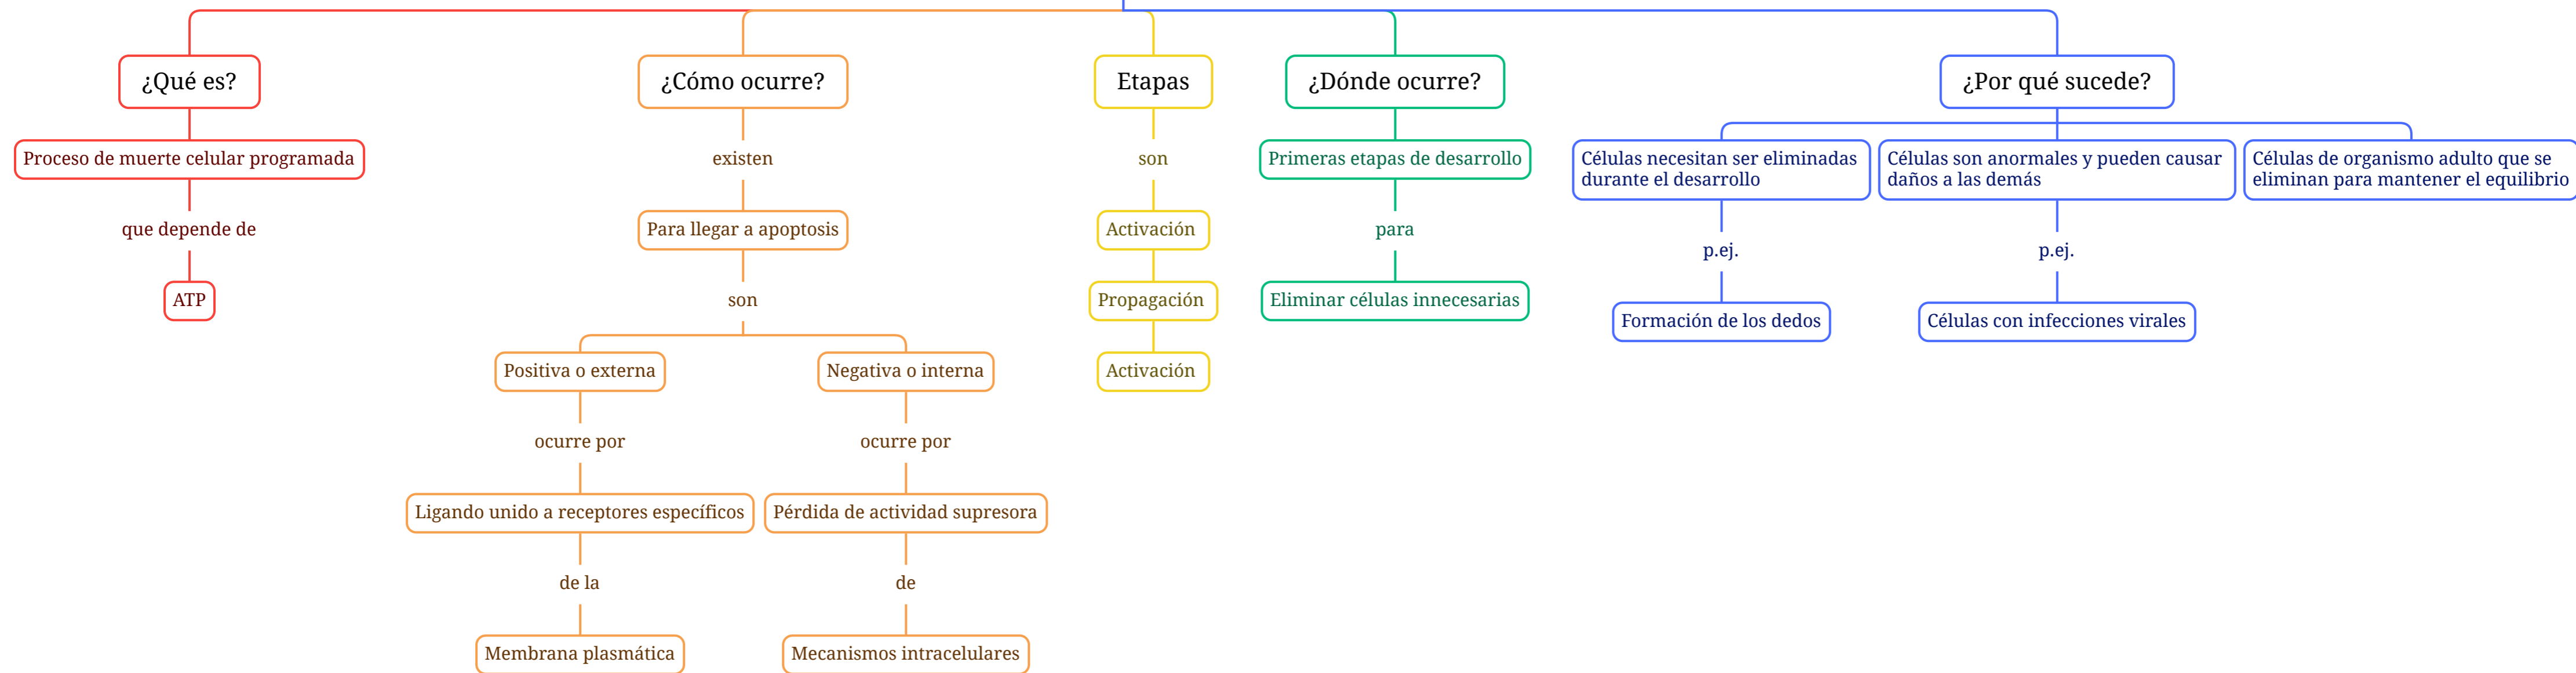 ¿Qué es?
Proceso de muerte celular programada
que depende de
ATP
¿Cómo ocurre?
existen
Para llegar a apoptosis
son
Positiva o externa
ocurre por
Ligando unido a receptores específicos
de la
Membrana plasmática
Negativa o interna
ocurre por
Pérdida de actividad supresora
de
Mecanismos intracelulares
Etapas
son
Activación
Propagación
Activación
¿Dónde ocurre?
Primeras etapas de desarrollo
para
Eliminar células innecesarias
¿Por qué sucede?
Células necesitan ser eliminadas
durante el desarrollo
p.ej.
Formación de los dedos
Células son anormales y pueden causar
daños a las demás
p.ej.
Células con infecciones virales
Células de organismo adulto que se
eliminan para mantener el equilibrio